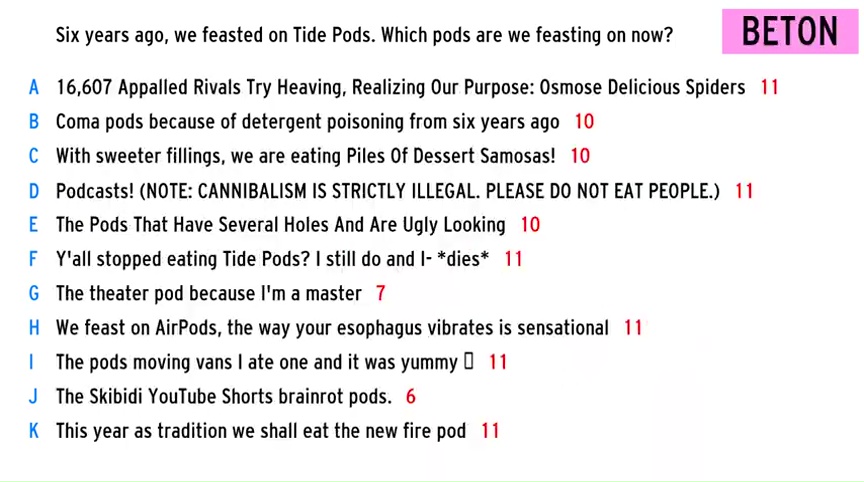 Six years ago, we feasted on Tide Pods. Which pods are we feasting on now?
BETON
A 16,607 Appalled Rivals Try Heaving, Realizing Our Purpose: Osmose Delicious Spiders 11
B Coma pods because of detergent poisoning from six years ago 10
C With sweeter fillings, we are eating Piles Of Dessert Samosas! 10
D Podcasts! (NOTE: CANNIBALISM IS STRICTLY ILLEGAL. PLEASE DO NOT EAT PEOPLE.) 11
E The Pods That Have Several Holes And Are Ugly Looking 10
F Y'all stopped eating Tide Pods? I still do and I- *dies* 11
G The theater pod because I'm a master 7
H We feast on AirPods, the way your esophagus vibrates is sensational 11
I The pods moving vans I ate one and it was yummy 11
J The Skibidi YouTube Shorts brainrot pods. 6
K This year as tradition we shall eat the new fire pod 11